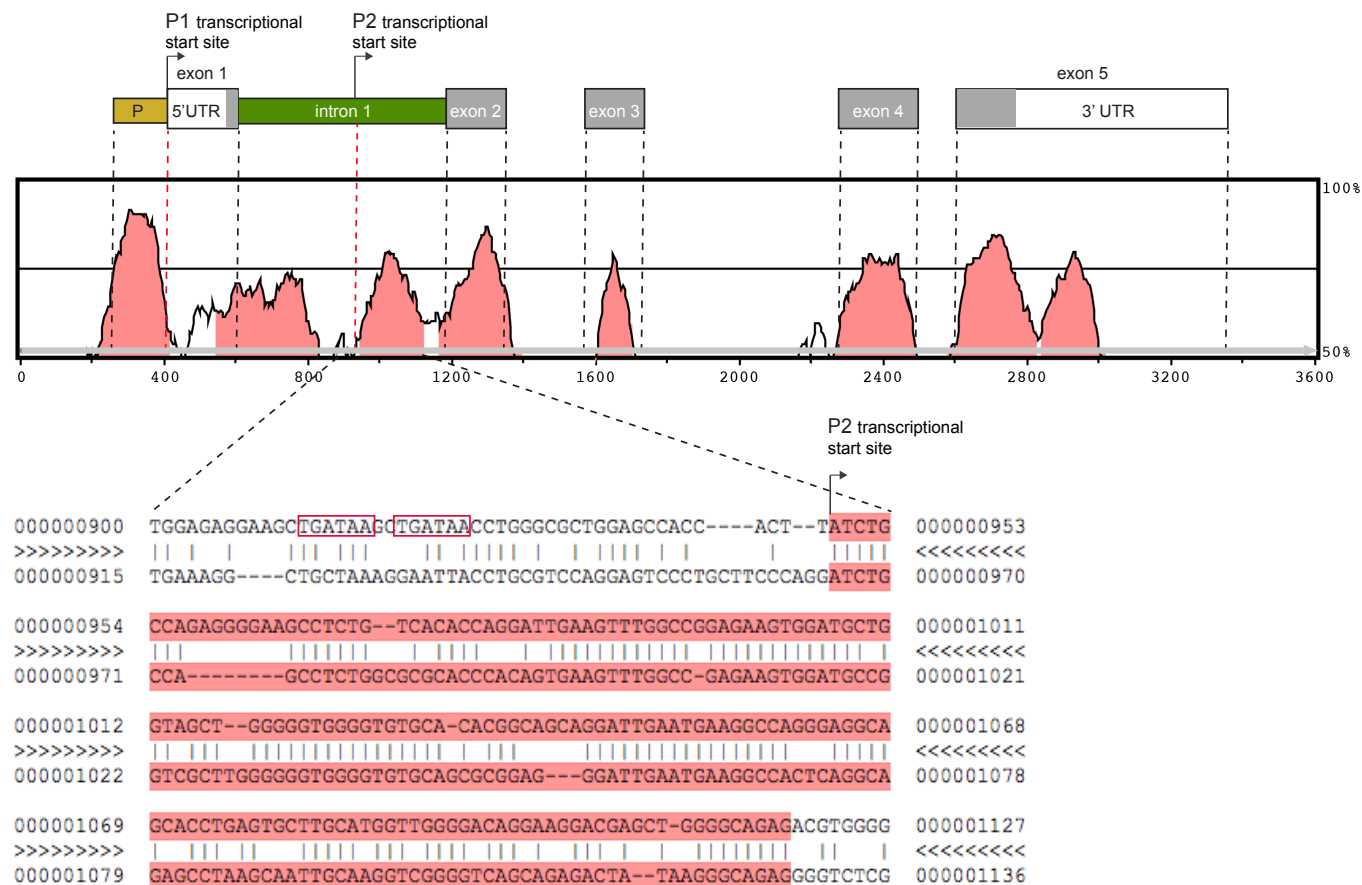 P1 transcriptional
start site
P2 transcriptional
start site
exon 1
exon 5
P
5'UTR
intron 1
exon 2
exon 3
exon 4
3' UTR
100%
50%
0 400 800 1200 1600 2000 2400 2800 3200 3600
P2 transcriptional
start site
000000900 TGGAGAGGAAGCTGATAAGCTGATAACCTGGGCGCTGGAGCCACC----ACT--TATCTG 000000953
>>>>>>>>> <<<<<<<<<
000000915 TGAAAGG----CTGCTAAAGGAATTACCTGCGTCCAGGAGTCCCTGCTTCCCAGGATCTG 000000970
000000954 CCAGAGGGGAAGCCTCTG--TCACACCAGGATTGAAGTTTGGCCGGAGAAGTGGATGCTG 000001011
>>>>>>>>> <<<<<<<<<
000000971 CCA--------GCCTCTGGCGCGCACCCACAGTGAAGTTTGGCC-GAGAAGTGGATGCCG 000001021
000001012 GTAGCT--GGGGGTGGGGTGTGCA-CACGGCAGCAGGATTGAATGAAGGCCAGGGAGGCA 000001068
>>>>>>>>> <<<<<<<<<
000001022 GTCGCTTGGGGGGTGGGGTGTGCAGCGCGGAG---GGATTGAATGAAGGCCACTCAGGCA 000001078
000001069 GCACCTGAGTGCTTGCATGGTTGGGGACAGGAAGGACGAGCT-GGGGCAGAGACGTGGGG 000001127
>>>>>>>>> <<<<<<<<<
000001079 GAGCCTAAGCAATTGCAAGGTCGGGGTCAGCAGAGACTA--TAAGGGCAGAGGGGTCTCG 000001136